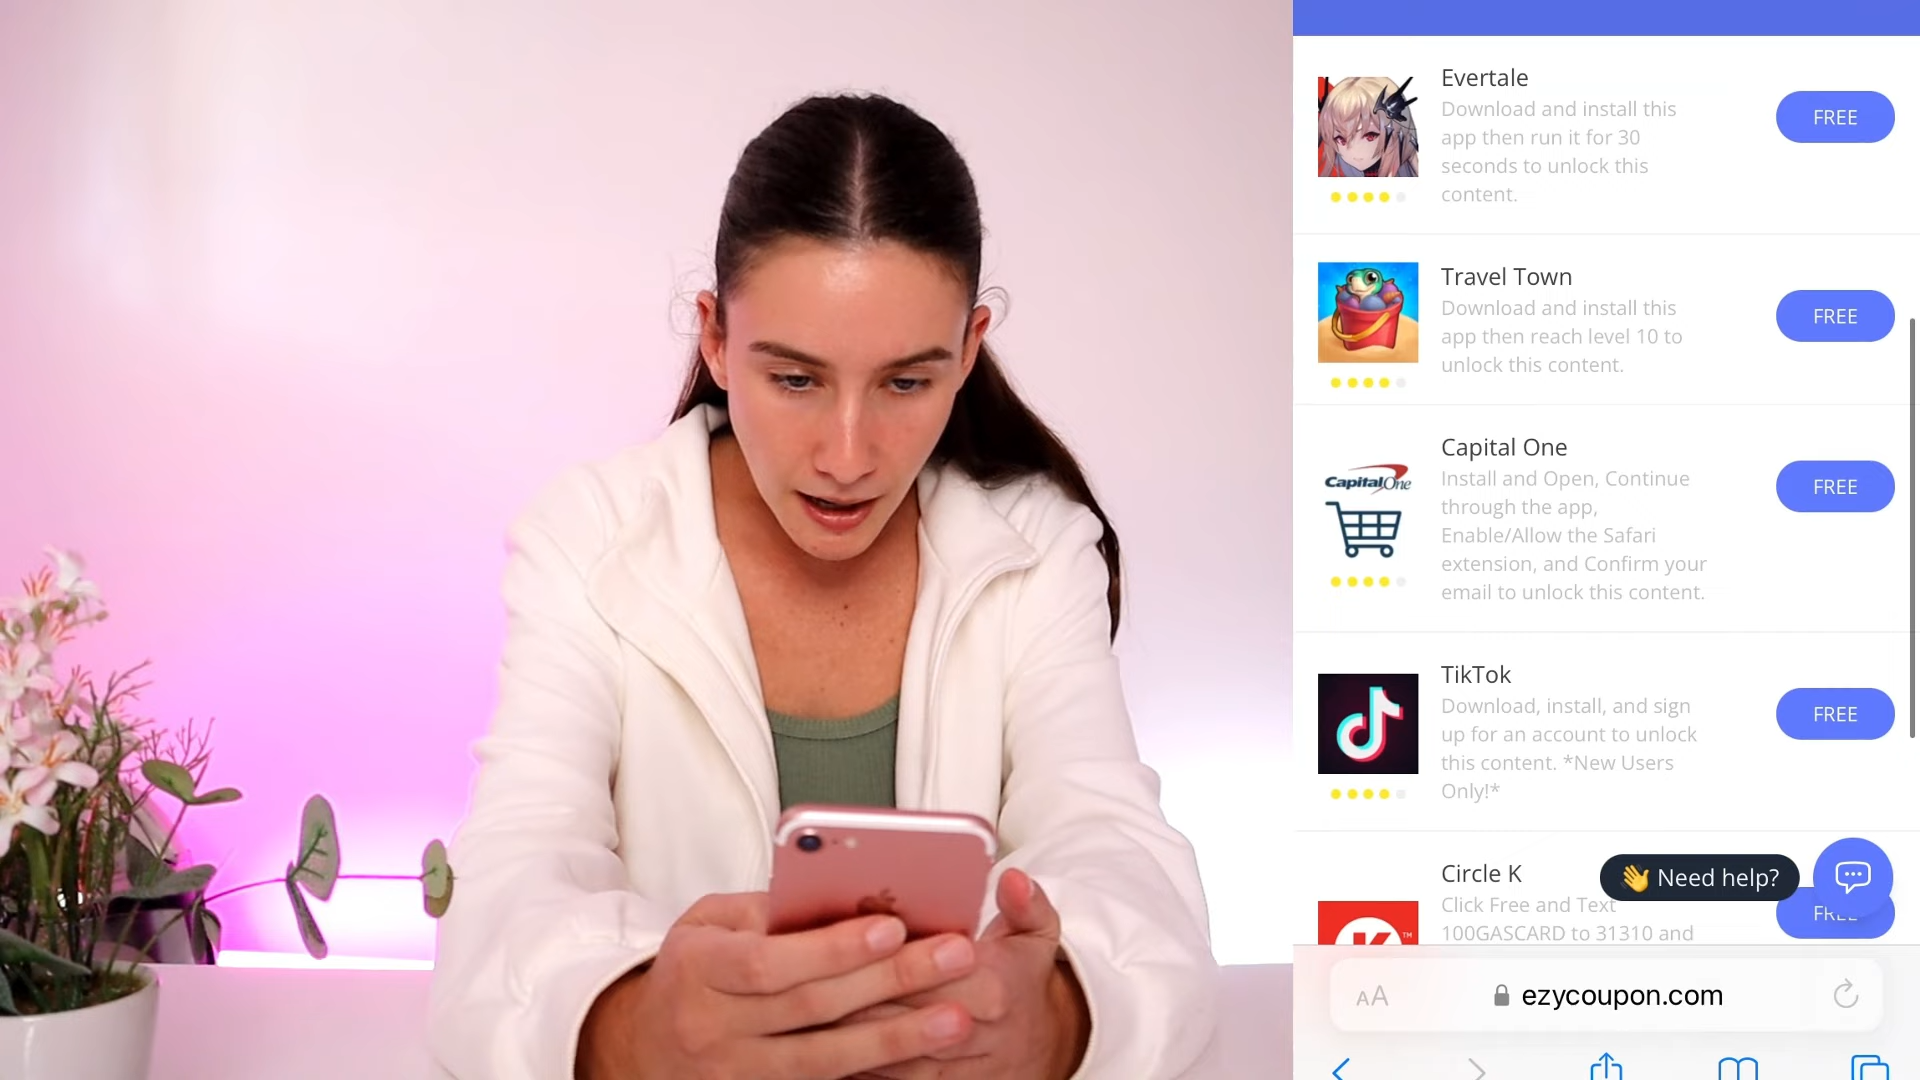 Evertale
Download and install this
app then run it for 30
seconds to unlock this
content.
FREE
Travel Town
Download and install this
app then reach level 10 to
unlock this content.
FREE
CapitalOne
Capital One
Install and Open, Continue
through the app,
Enable/Allow the Safari
extension, and Confirm your
email to unlock this content.
FREE
TikTok
Download, install, and sign
up for an account to unlock
this content. *New Users
Only!*
FREE
Circle K
Click Free and Text
100GASCARD to 31310 and
K™
👋 Need help?
FREE
AA
ezycoupon.com